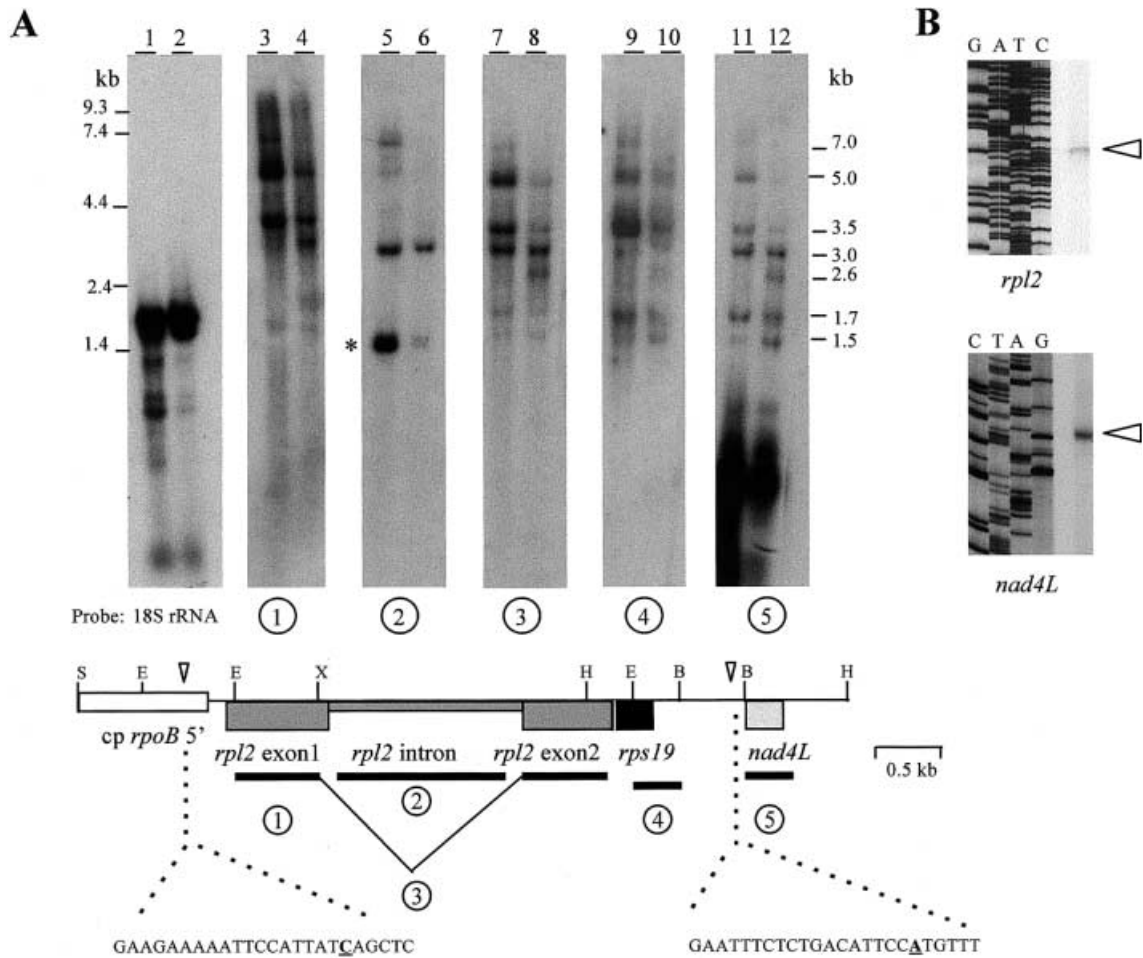 A
B
1 2 3 4 5 6 7 8 9 10 11 12
kb
9.3
7.4
4.4
2.4
1.4
*
kb
7.0
5.0
3.5
3.0
2.6
1.7
1.5
G A T C
rpl2
C T A G
nad4L
Probe: 18S rRNA 1 2 3 4 5
S E E X H E B B H
cp rpoB 5'
rpl2 exon1 rpl2 intron rpl2 exon2 rps19 nad4L
0.5 kb
1 2 4 5
3
GAAGAAAAATTCCATTATCAGCTC
GAATTTCTCTGACATTCCATGTTT